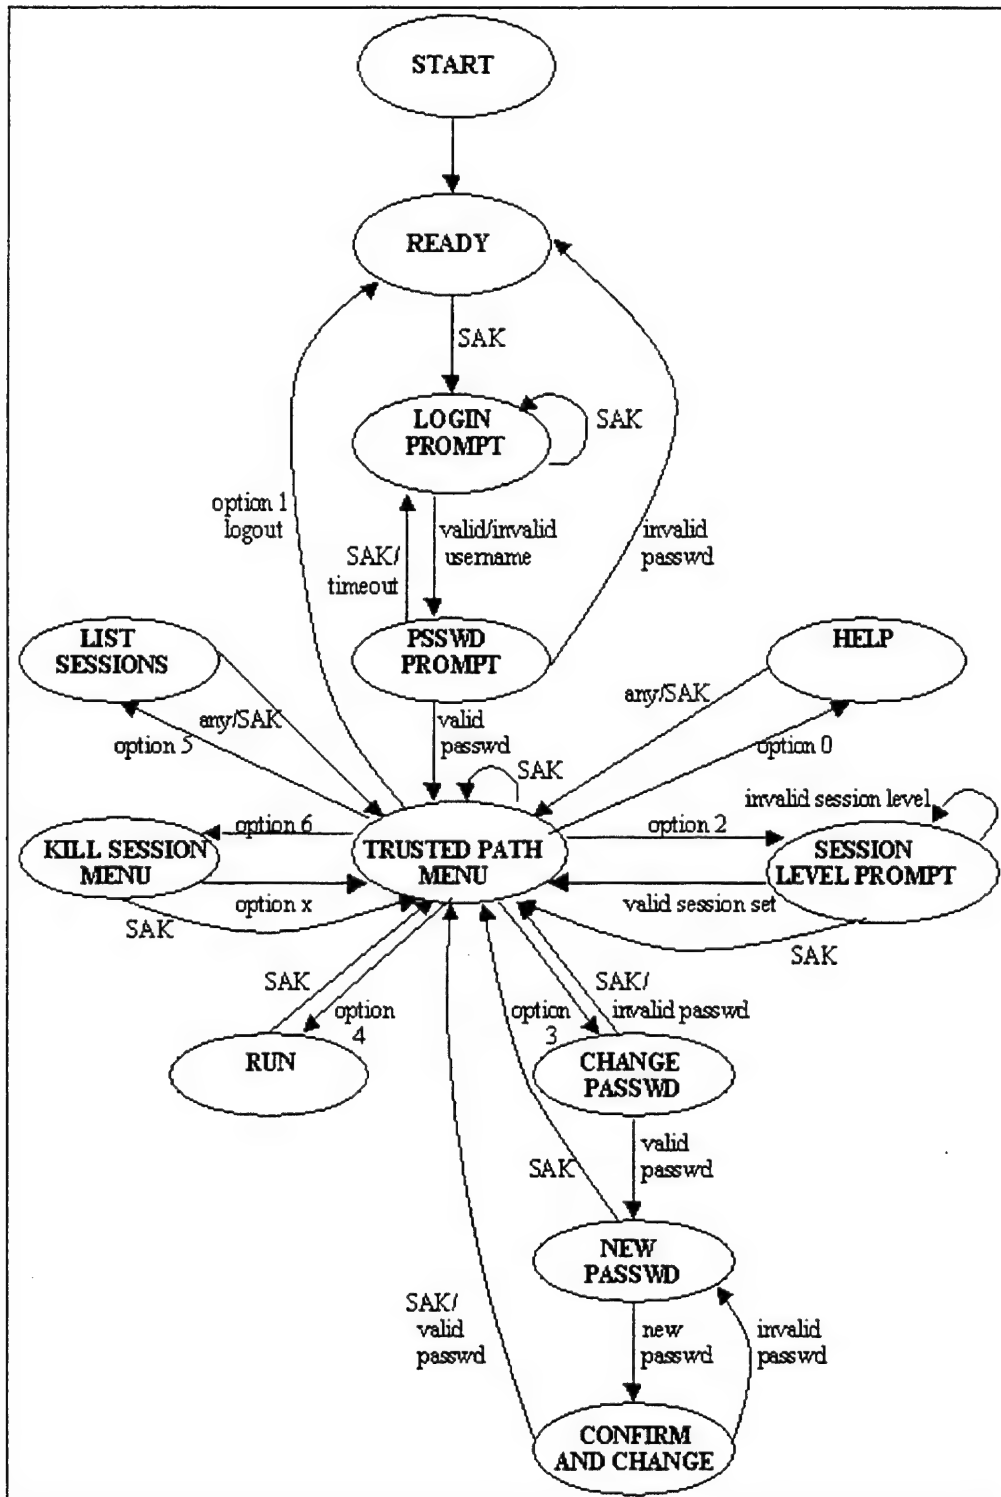 START
READY
SAK
LOGIN
PROMPT
SAK
option 1
logout
SAK/
timeout
valid/invalid
username
invalid
passwd
LIST
SESSIONS
PSSWD
PROMPT
HELP
any/SAK
option 5
valid
passwd
SAK
any/SAK
option 0
invalid session level
option 6
KILL SESSION
MENU
option x
SAK
TRUSTED PATH
MENU
option 2
valid session set
SAK
SESSION
LEVEL PROMPT
SAK
option
4
RUN
option
3
SAK/
invalid passwd
CHANGE
PASSWD
valid
passwd
SAK
NEW
PASSWD
SAK/
valid
passwd
new
passwd
invalid
passwd
CONFIRM
AND CHANGE